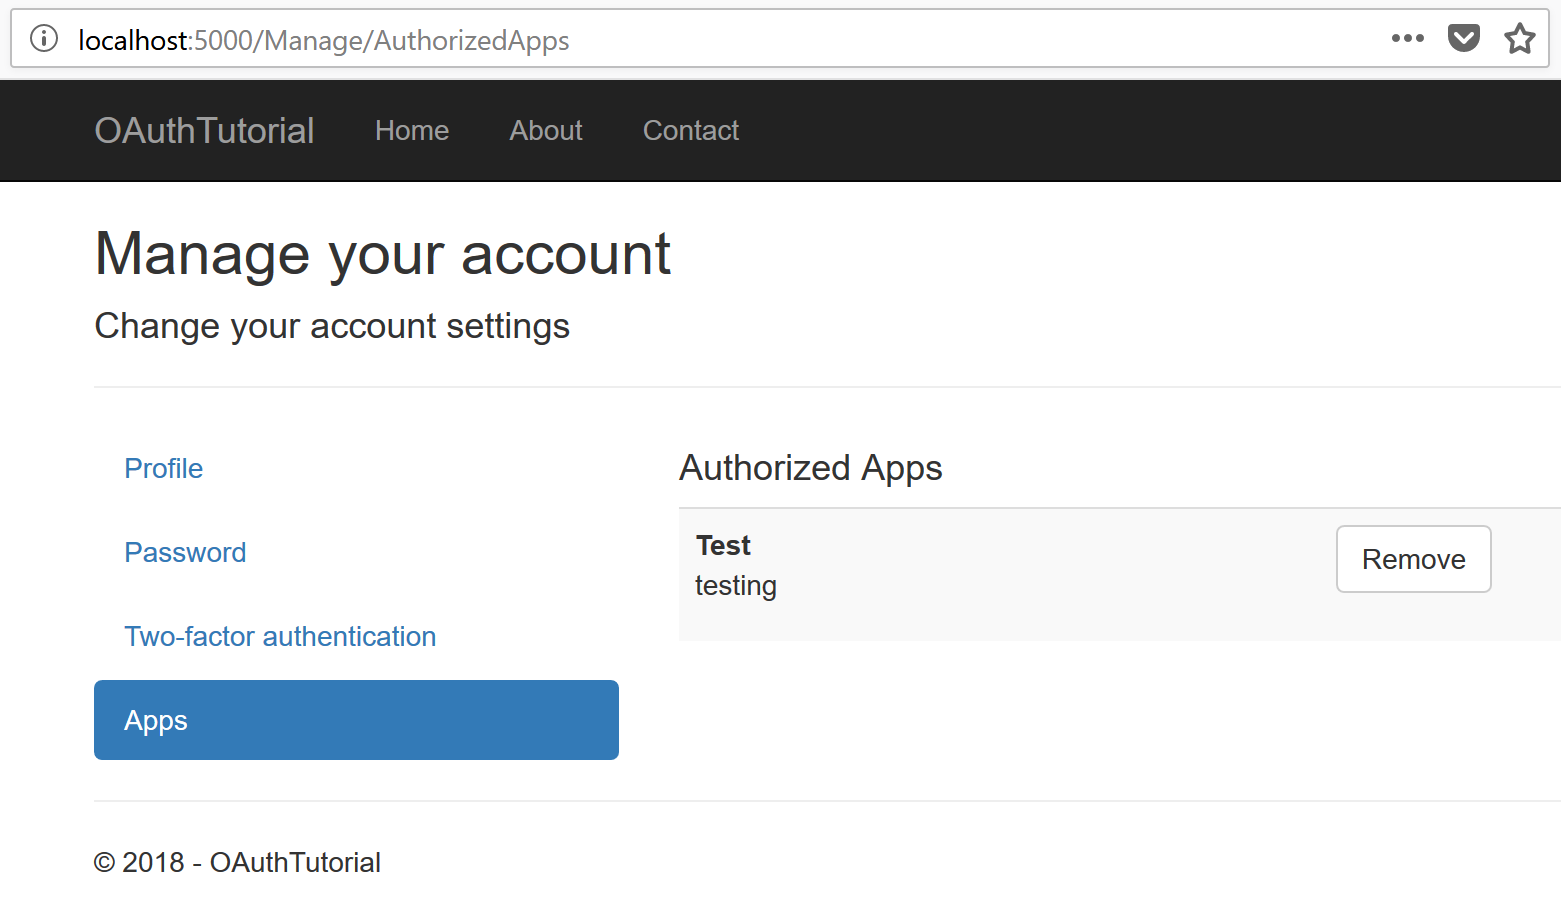 localhost:5000/Manage/AuthorizedApps
OAuthTutorial Home About Contact
Manage your account
Change your account settings
Profile
Password
Two-factor authentication
Apps
Authorized Apps
Test
testing
Remove
© 2018 - OAuthTutorial